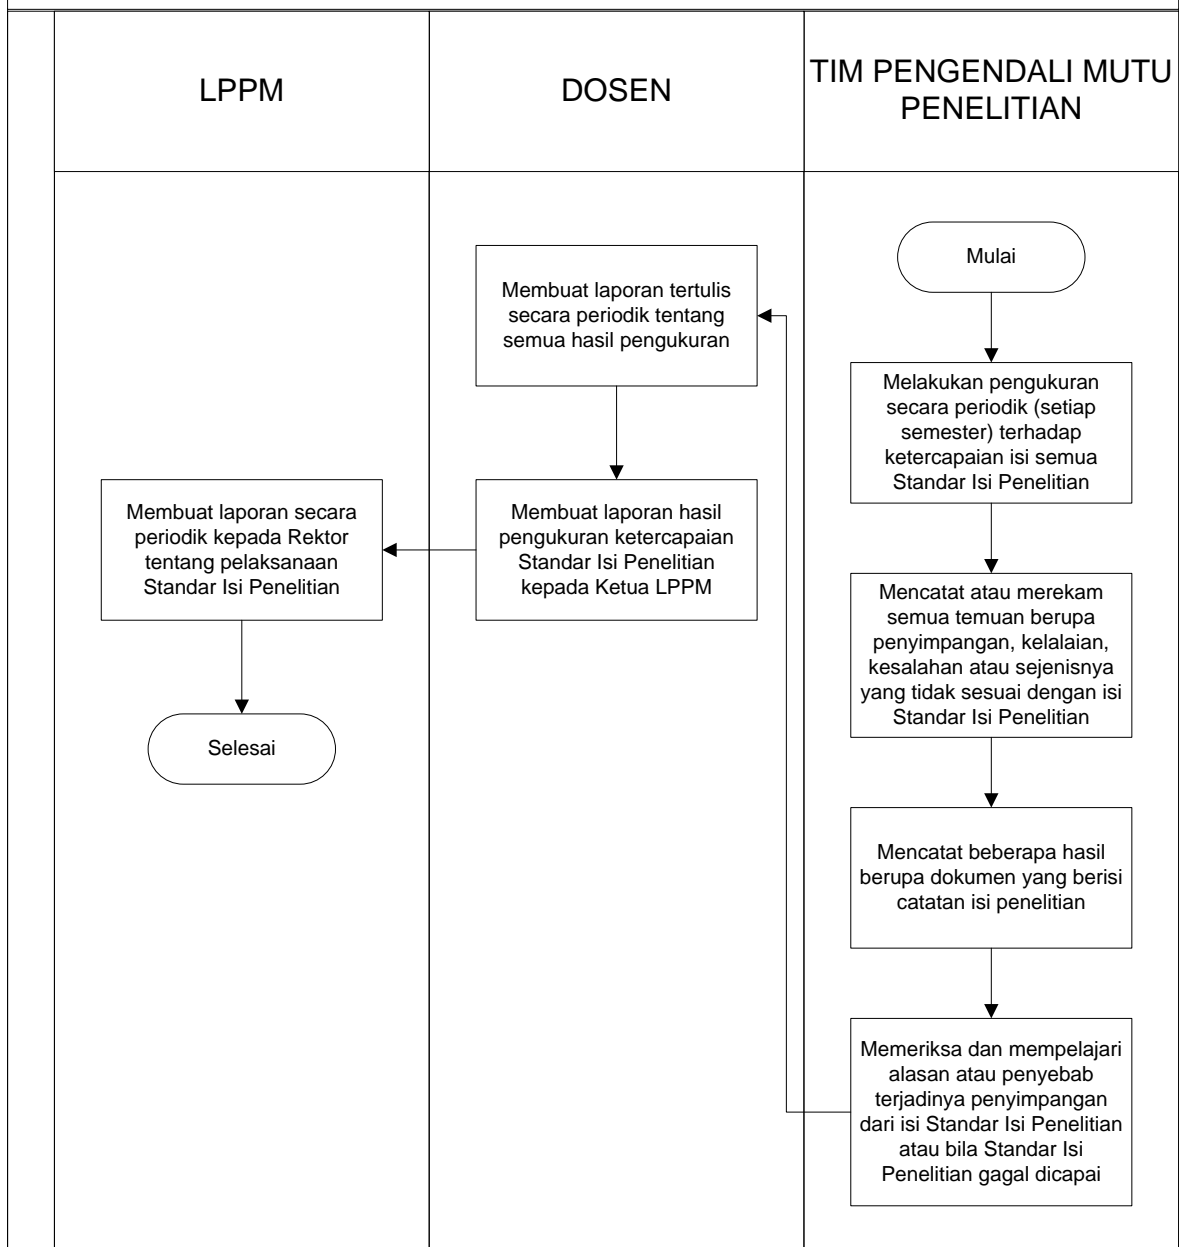 LPPM
DOSEN
TIM PENGENDALI MUTU
PENELITIAN
Mulai
Melakukan pengukuran
secara periodik (setiap
semester) terhadap
ketercapaian isi semua
Standar Isi Penelitian
Mencatat atau merekam
semua temuan berupa
penyimpangan, kelalaian,
kesalahan atau sejenisnya
yang tidak sesuai dengan isi
Standar Isi Penelitian
Mencatat beberapa hasil
berupa dokumen yang berisi
catatan isi penelitian
Memeriksa dan mempelajari
alasan atau penyebab
terjadinya penyimpangan
dari isi Standar Isi Penelitian
atau bila Standar Isi
Penelitian gagal dicapai
Membuat laporan tertulis
secara periodik tentang
semua hasil pengukuran
Membuat laporan hasil
pengukuran ketercapaian
Standar Isi Penelitian
kepada Ketua LPPM
Membuat laporan secara
periodik kepada Rektor
tentang pelaksanaan
Standar Isi Penelitian
Selesai